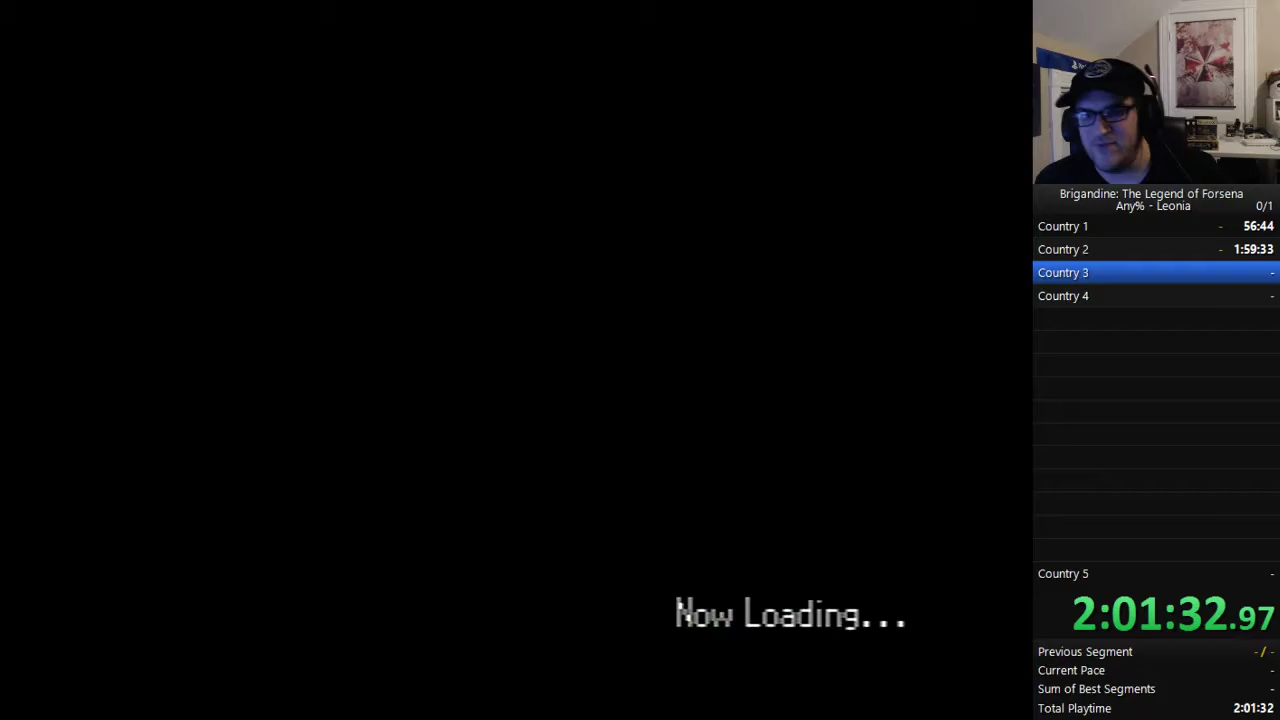 Brigandine: The Legend of Forsena
Any% - Leonia 0/1
Country 1 - 56:44
Country 2 - 1:59:33
Country 3 -
Country 4 -
Country 5 -
Now Loading...
2:01:32.97
Previous Segment - / -
Current Pace -
Sum of Best Segments -
Total Playtime 2:01:32